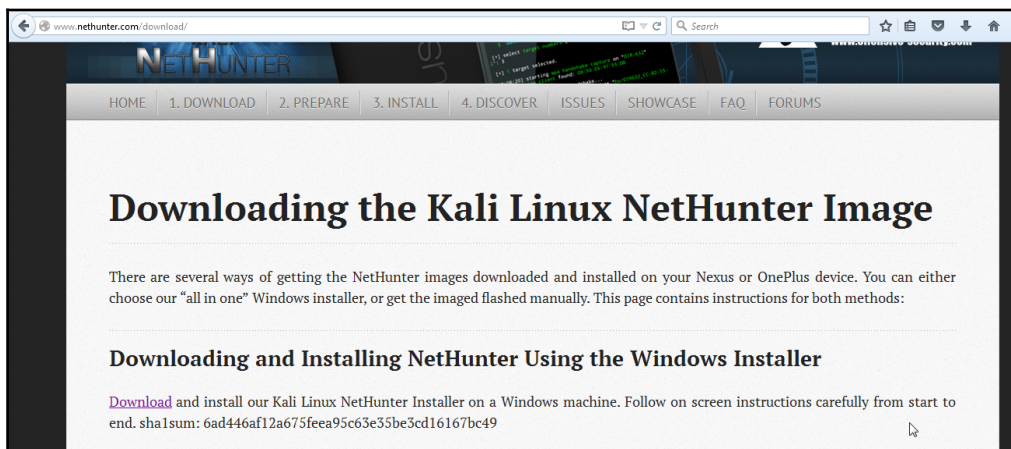 www.nethunter.com/download/
Search
NETHUNTER
www.offensive-security.com
HOME 1. DOWNLOAD 2. PREPARE 3. INSTALL 4. DISCOVER ISSUES SHOWCASE FAQ FORUMS
Downloading the Kali Linux NetHunter Image
There are several ways of getting the NetHunter images downloaded and installed on your Nexus or OnePlus device. You can either
choose our “all in one” Windows installer, or get the imaged flashed manually. This page contains instructions for both methods:
Downloading and Installing NetHunter Using the Windows Installer
Download and install our Kali Linux NetHunter Installer on a Windows machine. Follow on screen instructions carefully from start to
end. sha1sum: 6ad446af12a675feea95c63e35be3cd16167bc49